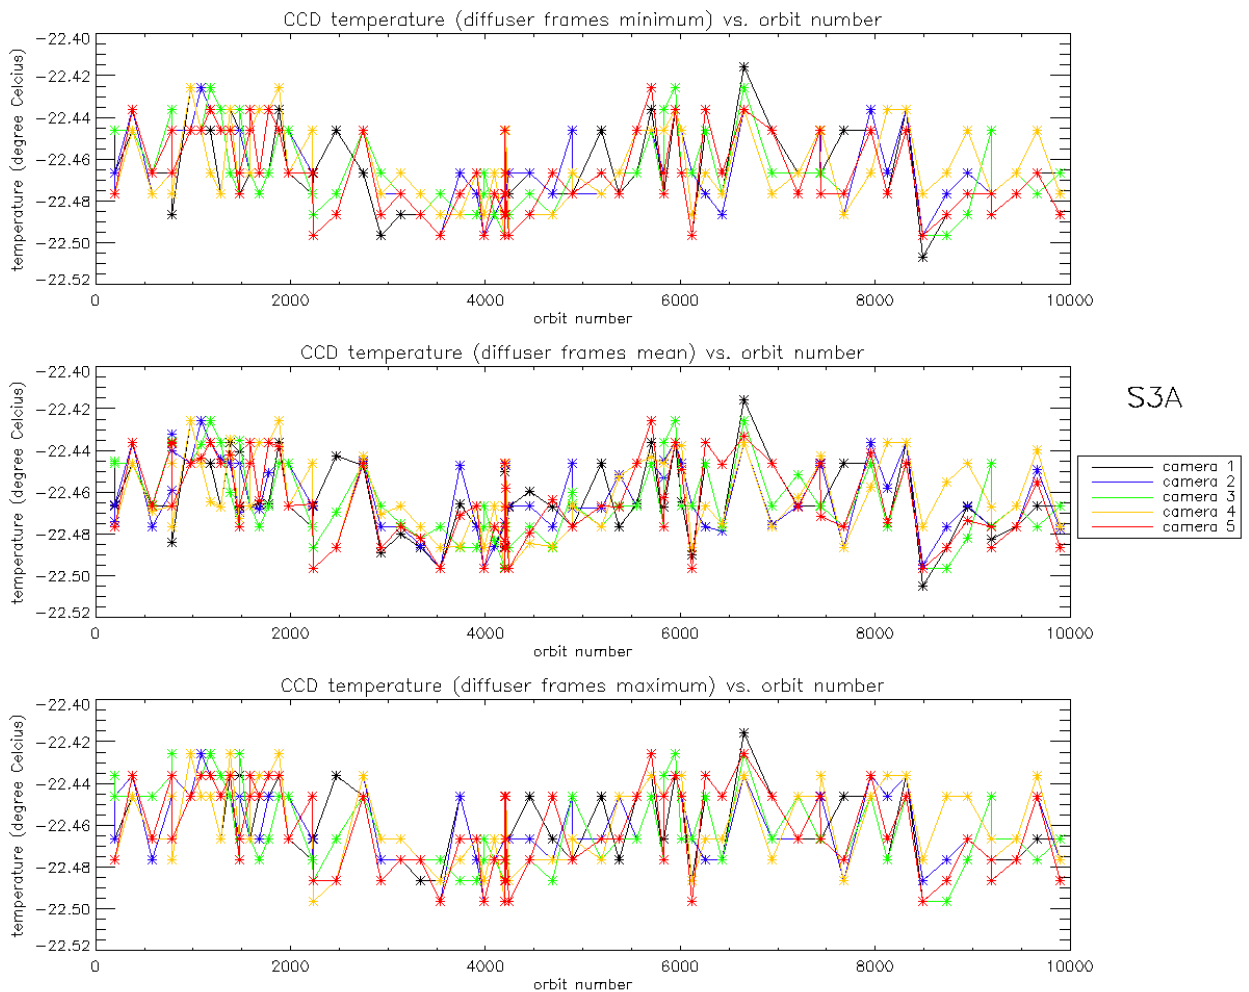 CCD temperature (diffuser frames minimum) vs. orbit number
temperature (degree Celcius)
-22.40
-22.42
-22.44
-22.46
-22.48
-22.50
-22.52
0 2000 4000 6000 8000 10000
orbit number
CCD temperature (diffuser frames mean) vs. orbit number
temperature (degree Celcius)
-22.40
-22.42
-22.44
-22.46
-22.48
-22.50
-22.52
0 2000 4000 6000 8000 10000
orbit number
S3A
camera 1
camera 2
camera 3
camera 4
camera 5
CCD temperature (diffuser frames maximum) vs. orbit number
temperature (degree Celcius)
-22.40
-22.42
-22.44
-22.46
-22.48
-22.50
-22.52
0 2000 4000 6000 8000 10000
orbit number